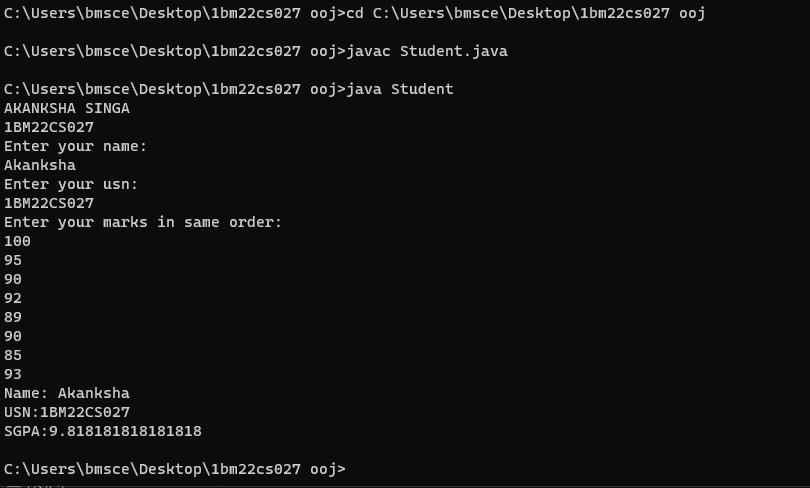 C:\Users\bmsce\Desktop\1bm22cs027 ooj>cd C:\Users\bmsce\Desktop\1bm22cs027 ooj
C:\Users\bmsce\Desktop\1bm22cs027 ooj>javac Student.java
C:\Users\bmsce\Desktop\1bm22cs027 ooj>java Student
AKANKSHA SINGA
1BM22CS027
Enter your name:
Akanksha
Enter your usn:
1BM22CS027
Enter your marks in same order:
100
95
90
92
89
90
85
93
Name: Akanksha
USN:1BM22CS027
SGPA:9.818181818181818
C:\Users\bmsce\Desktop\1bm22cs027 ooj>